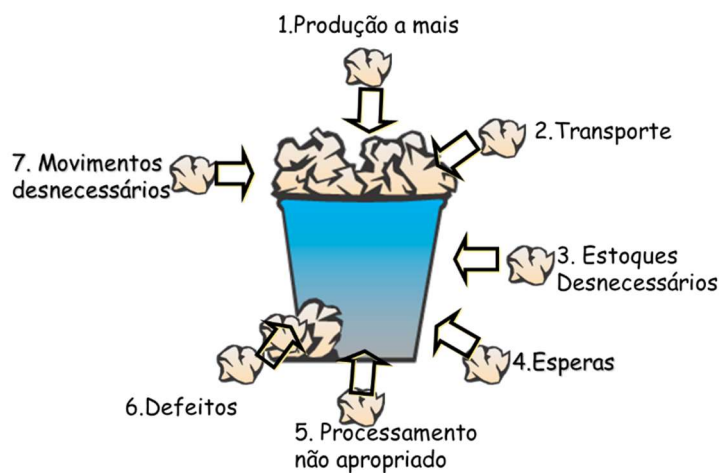 1.Produção a mais
2.Transporte
3. Estoques
Desnecessários
4.Esperas
5. Processamento
não apropriado
6.Defeitos
7. Movimentos
desnecessários